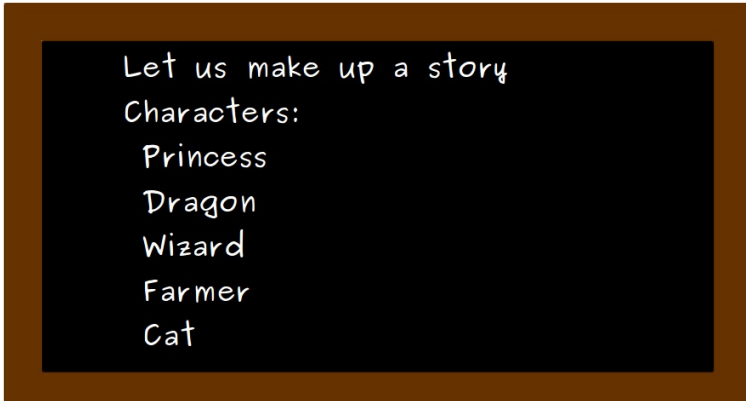 Let us make up a story
Characters:
Princess
Dragon
Wizard
Farmer
Cat